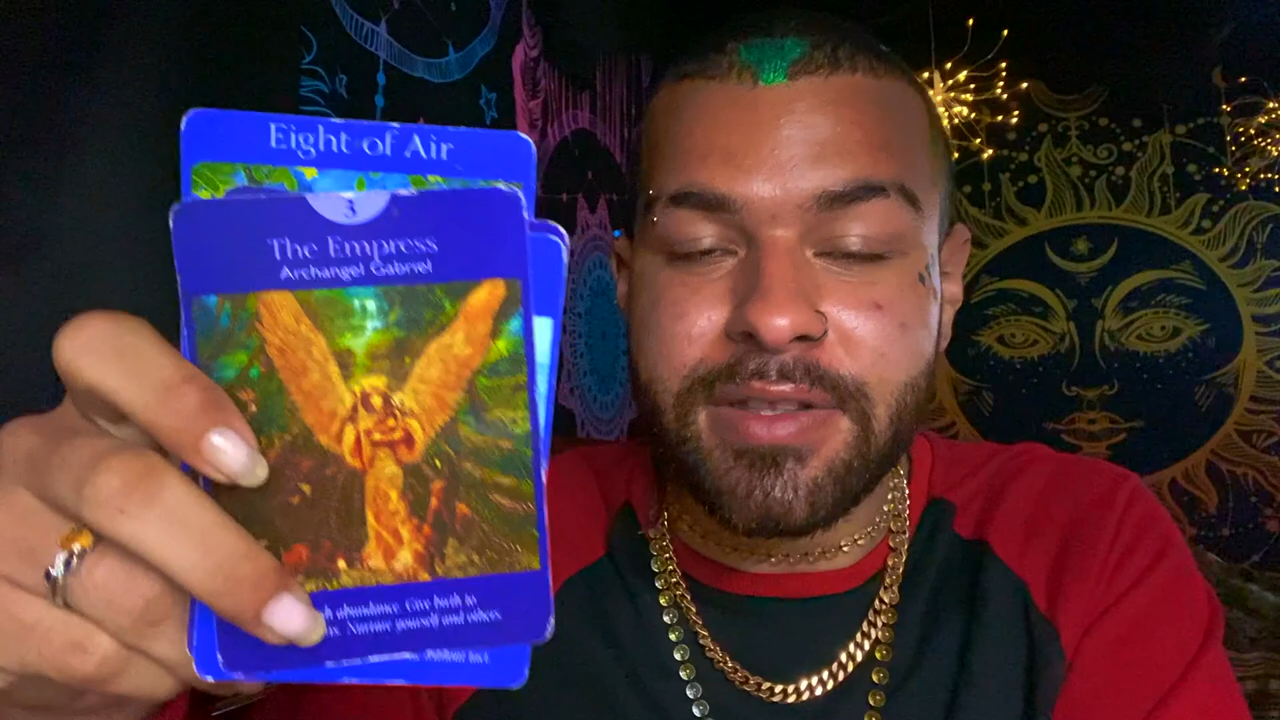 Eight of Air
3
The Empress
Archangel Gabriel
abundance. Give birth to
Nurture yourself and others.